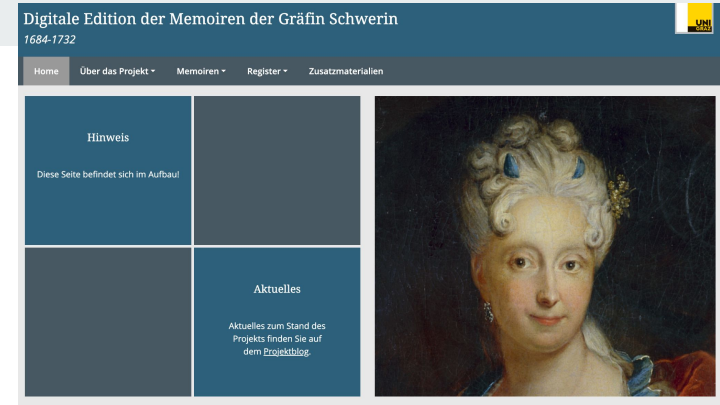 Digitale Edition der Memoiren der Gräfin Schwerin
1684-1732
UNI
GRAZ
Home Über das Projekt Memoiren Register Zusatzmaterialien
Hinweis
Diese Seite befindet sich im Aufbau!
Aktuelles
Aktuelles zum Stand des
Projekts finden Sie auf
dem Projektblog.